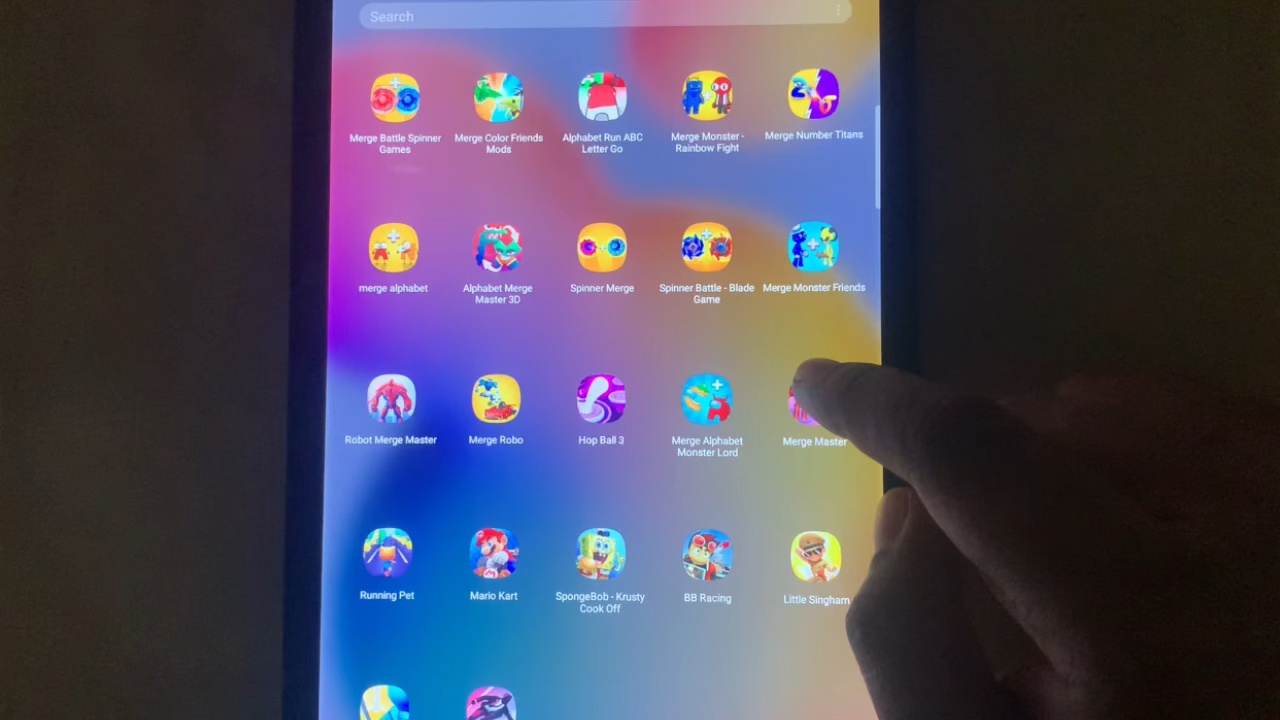 Search
Merge Battle Spinner
Games
Merge Color Friends
Mods
Alphabet Run ABC
Letter Go
Merge Monster -
Rainbow Fight
Merge Number Titans
merge alphabet
Alphabet Merge
Master 3D
Spinner Merge
Spinner Battle - Blade
Game
Merge Monster Friends
Robot Merge Master
Merge Robo
Hop Ball 3
Merge Alphabet
Monster Lord
Merge Master
Running Pet
Mario Kart
SpongeBob - Krusty
Cook Off
BB Racing
Little Singham